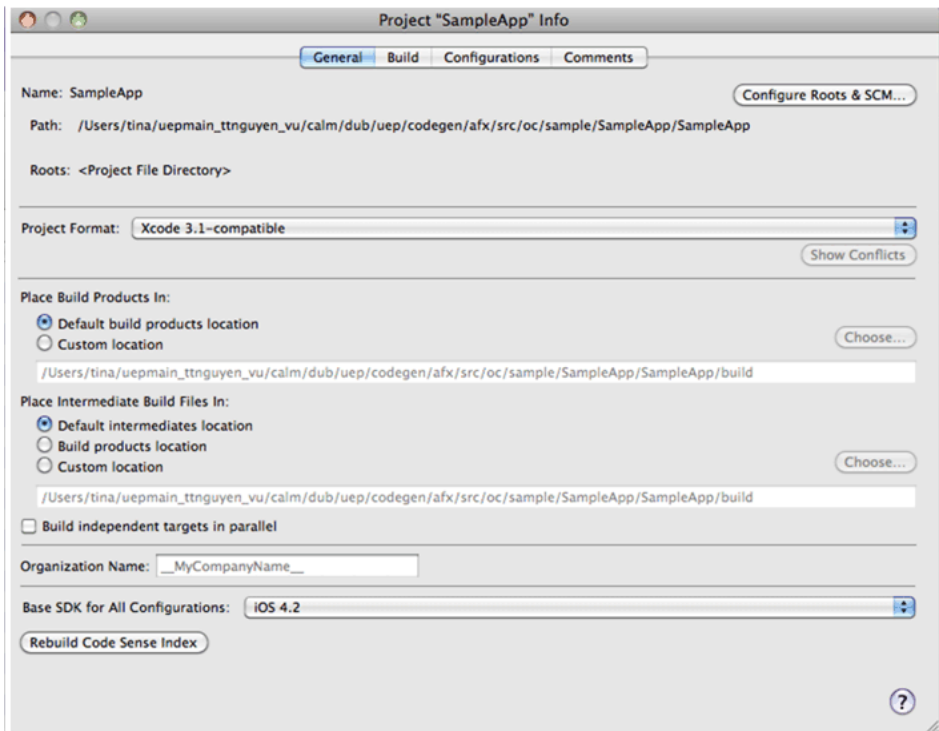 Project “SampleApp” Info
General Build Configurations Comments
Name: SampleApp
Configure Roots & SCM...
Path: /Users/tina/uepmain_ttnguyen_vu/calm/dub/uep/codegen/afx/src/oc/sample/SampleApp/SampleApp
Roots: <Project File Directory>
Project Format: Xcode 3.1-compatible
Show Conflicts
Place Build Products In:
Default build products location
Custom location
Choose...
/Users/tina/uepmain_ttnguyen_vu/calm/dub/uep/codegen/afx/src/oc/sample/SampleApp/SampleApp/build
Place Intermediate Build Files In:
Default intermediates location
Build products location
Custom location
Choose...
/Users/tina/uepmain_ttnguyen_vu/calm/dub/uep/codegen/afx/src/oc/sample/SampleApp/SampleApp/build
Build independent targets in parallel
Organization Name: __MyCompanyName__
Base SDK for All Configurations: iOS 4.2
Rebuild Code Sense Index
?